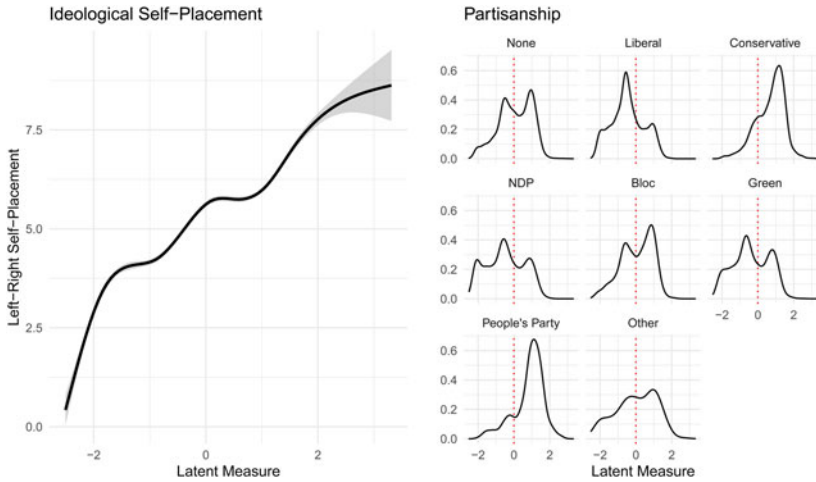 Ideological Self-Placement
Left-Right Self-Placement
7.5
5.0
2.5
0.0
−2 0 2
Latent Measure
Partisanship
None Liberal Conservative
0.6
0.4
0.2
0.0
NDP Bloc Green
0.6
0.4
0.2
0.0
−2 0 2
People's Party Other
0.6
0.4
0.2
0.0
−2 0 2 −2 0 2
Latent Measure